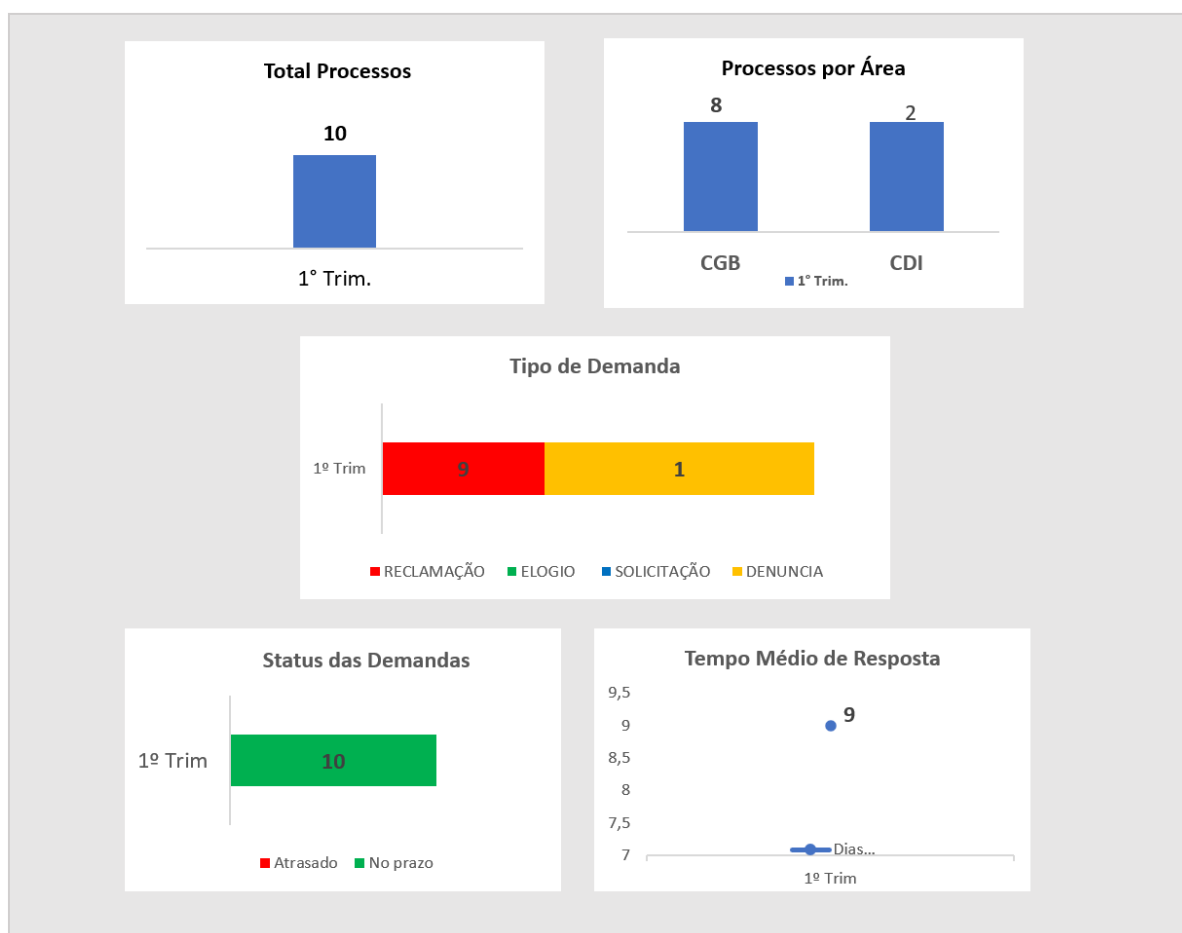 Total Processos
10
1° Trim.
Processos por Área
8
2
CGB
CDI
1° Trim.
Tipo de Demanda
1º Trim
9
1
RECLAMAÇÃO
ELOGIO
SOLICITAÇÃO
DENUNCIA
Status das Demandas
1º Trim
10
Atrasado
No prazo
Tempo Médio de Resposta
9,5
9
8,5
8
7,5
7
9
Dias...
1º Trim